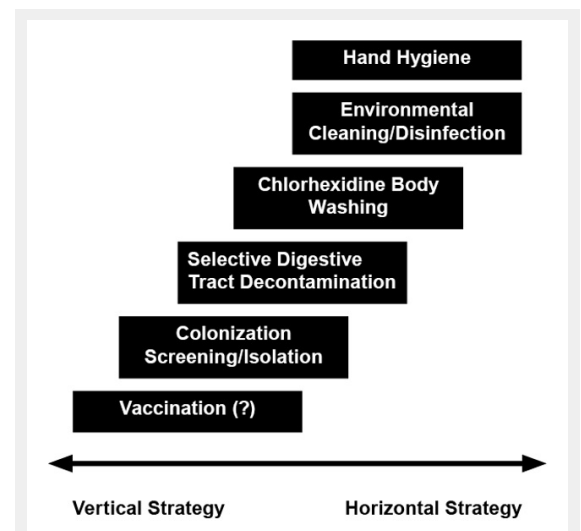 Hand Hygiene
Environmental
Cleaning/Disinfection
Chlorhexidine Body
Washing
Selective Digestive
Tract Decontamination
Colonization
Screening/Isolation
Vaccination (?)
Vertical Strategy
Horizontal Strategy